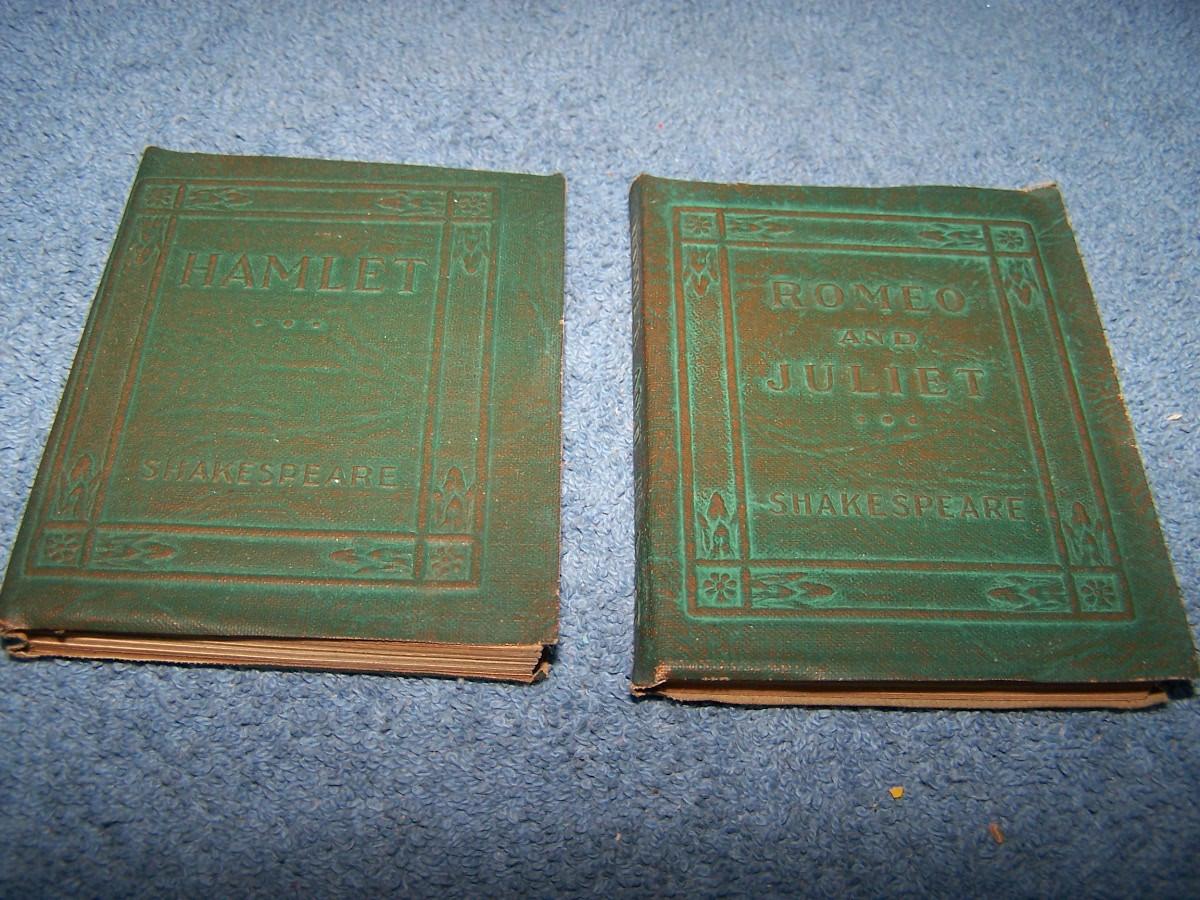 HAMLET
SHAKESPEARE
ROMEO
AND
JULIET
SHAKESPEARE